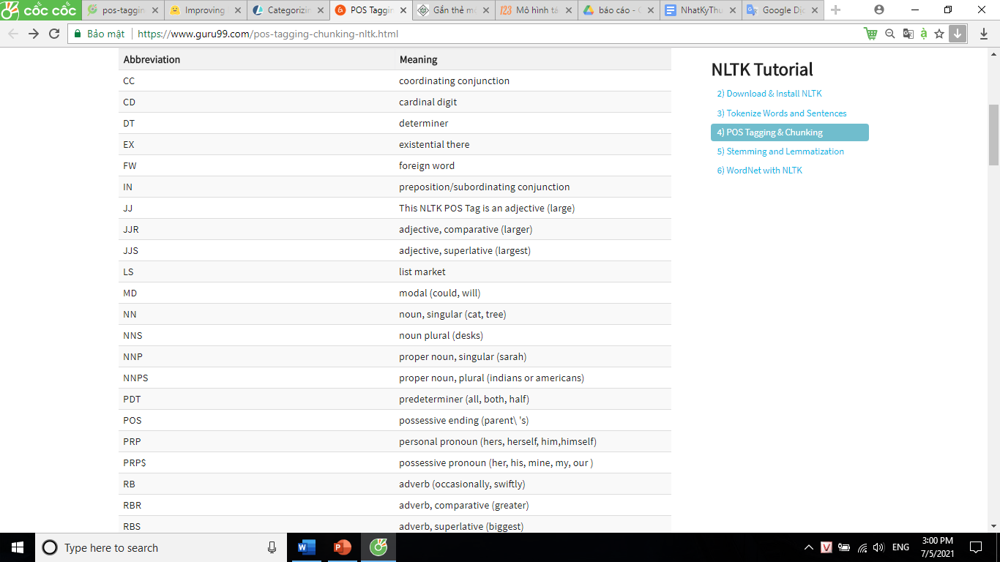 cốc cốc
pos-taggin
Improving
Categorizin
POS Taggin
Gắn thẻ m
Mô hình t
báo cáo - 
NhatKyThu
Google Dịc
Bảo mật
https://www.guru99.com/pos-tagging-chunking-nltk.html
Abbreviation Meaning
CC coordinating conjunction
CD cardinal digit
DT determiner
EX existential there
FW foreign word
IN preposition/subordinating conjunction
JJ This NLTK POS Tag is an adjective (large)
JJR adjective, comparative (larger)
JJS adjective, superlative (largest)
LS list market
MD modal (could, will)
NN noun, singular (cat, tree)
NNS noun plural (desks)
NNP proper noun, singular (sarah)
NNPS proper noun, plural (indians or americans)
PDT predeterminer (all, both, half)
POS possessive ending (parent\ 's)
PRP personal pronoun (hers, herself, him,himself)
PRP$ possessive pronoun (her, his, mine, my, our )
RB adverb (occasionally, swiftly)
RBR adverb, comparative (greater)
RBS adverb, superlative (biggest)
NLTK Tutorial
2) Download & Install NLTK
3) Tokenize Words and Sentences
4) POS Tagging & Chunking
5) Stemming and Lemmatization
6) WordNet with NLTK
Type here to search
ENG
3:00 PM
7/5/2021